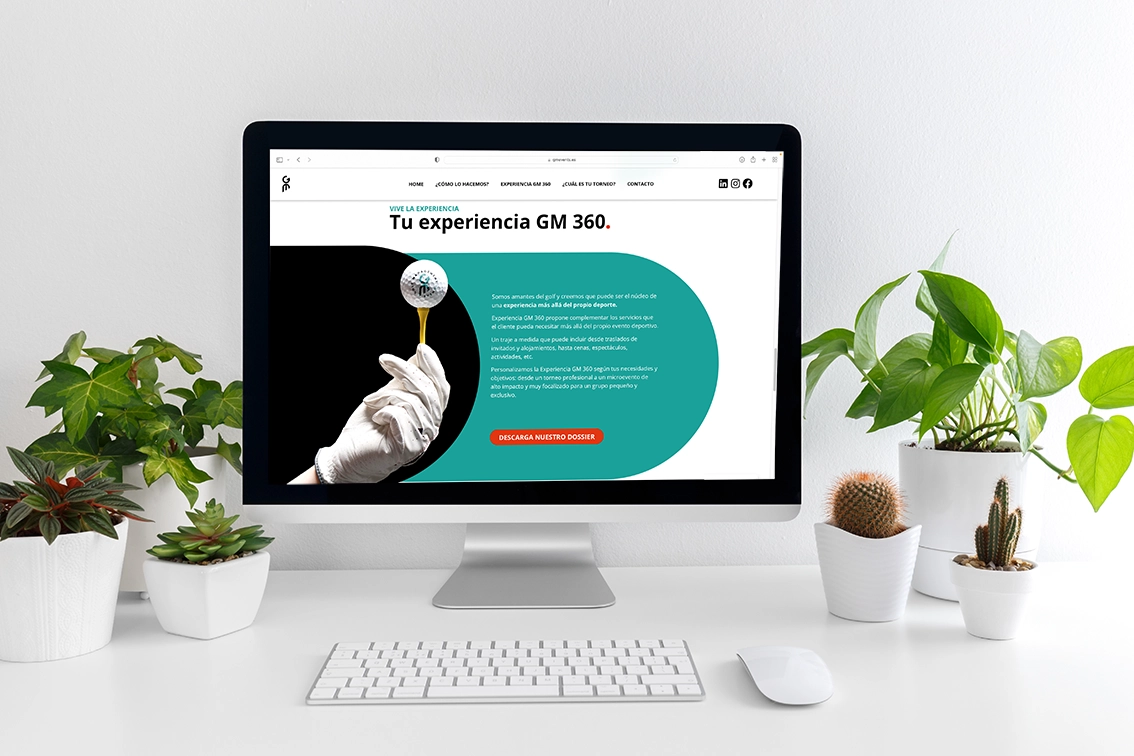 gmevents.es
GM
HOME ¿CÓMO LO HACEMOS? EXPERIENCIA GM 360 ¿CUÁL ES TU TORNEO? CONTACTO
VIVE LA EXPERIENCIA
Tu experiencia GM 360.
Somos amantes del golf y creemos que puede ser el núcleo de
una experiencia más allá del propio deporte.
Experiencia GM 360 propone complementar los servicios que
el cliente pueda necesitar más allá del propio evento deportivo.
Un traje a medida que puede incluir desde traslados de
invitados y alojamientos, hasta cenas, espectáculos,
actividades, etc.
Personalizamos la Experiencia GM 360 según tus necesidades y
objetivos: desde un torneo profesional a un microevento de
alto impacto y muy focalizado para un grupo pequeño y
exclusivo.
DESCARGA NUESTRO DOSSIER